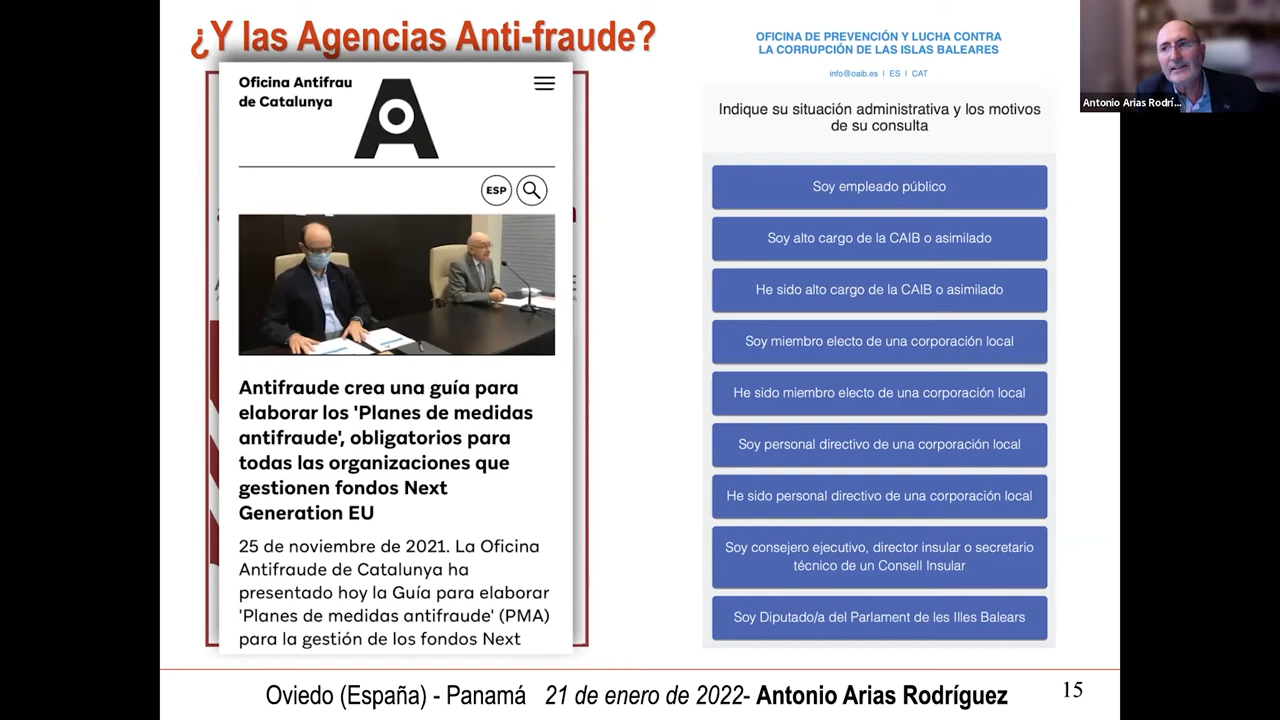 ¿Y las Agencias Anti-fraude?
Oficina Antifrau
de Catalunya
ESP
Antifraude crea una guía para
elaborar los 'Planes de medidas
antifraude', obligatorios para
todas las organizaciones que
gestionen fondos Next
Generation EU
25 de noviembre de 2021. La Oficina
Antifraude de Catalunya ha
presentado hoy la Guía para elaborar
'Planes de medidas antifraude' (PMA)
para la gestión de los fondos Next
OFICINA DE PREVENCIÓN Y LUCHA CONTRA
LA CORRUPCIÓN DE LAS ISLAS BALEARES
info@oaib.es | ES | CAT
Indique su situación administrativa y los motivos
de su consulta
Soy empleado público
Soy alto cargo de la CAIB o asimilado
He sido alto cargo de la CAIB o asimilado
Soy miembro electo de una corporación local
He sido miembro electo de una corporación local
Soy personal directivo de una corporación local
He sido personal directivo de una corporación local
Soy consejero ejecutivo, director insular o secretario
técnico de un Consell Insular
Soy Diputado/a del Parlament de les Illes Balears
Antonio Arias Rodrí...
Oviedo (España) - Panamá 21 de enero de 2022- Antonio Arias Rodríguez
15